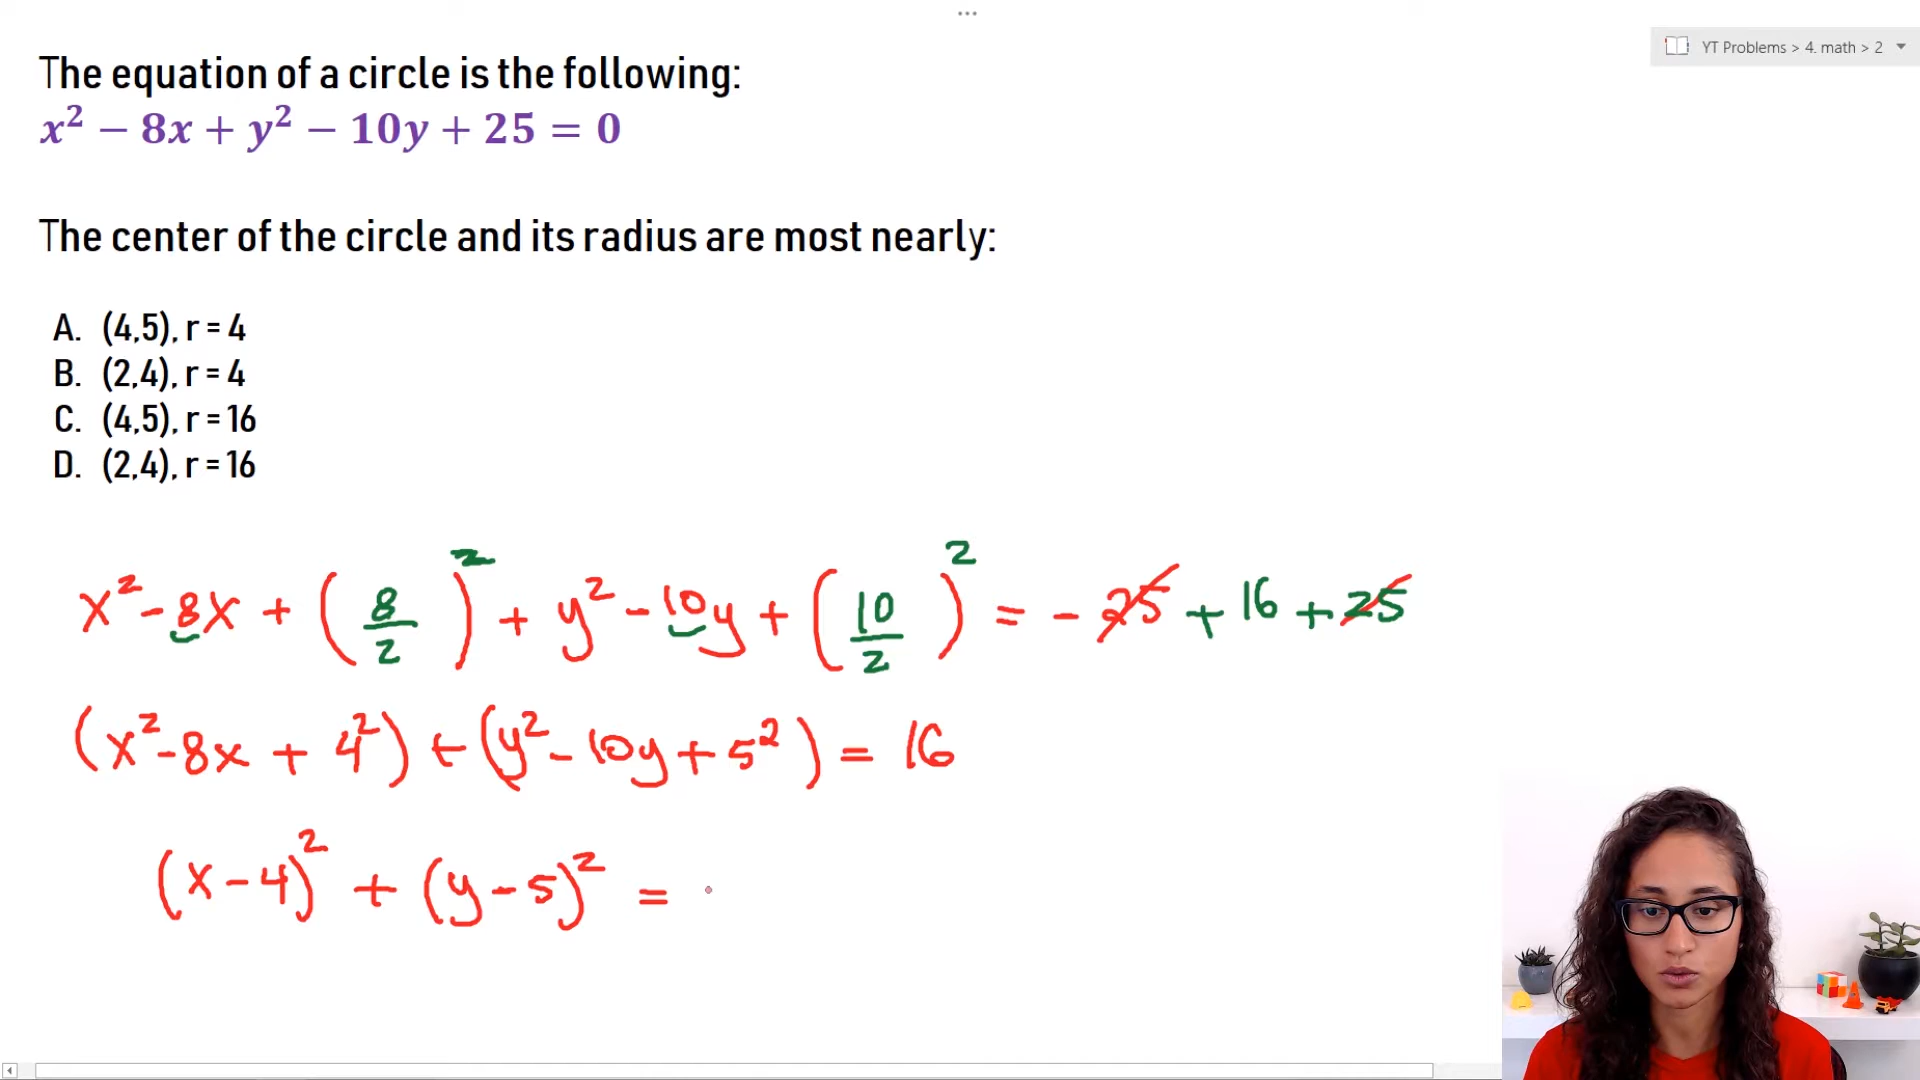 YT Problems > 4. math > 2
The equation of a circle is the following:
x² − 8x + y² − 10y + 25 = 0
The center of the circle and its radius are most nearly:
A. (4,5), r = 4
B. (2,4), r = 4
C. (4,5), r = 16
D. (2,4), r = 16
x² - 8x + (8/2)² + y² - 10y + (10/2)² = - 25 + 16 + 25
(x² - 8x + 4²) + (y² - 10y + 5²) = 16
(x - 4)² + (y - 5)² =